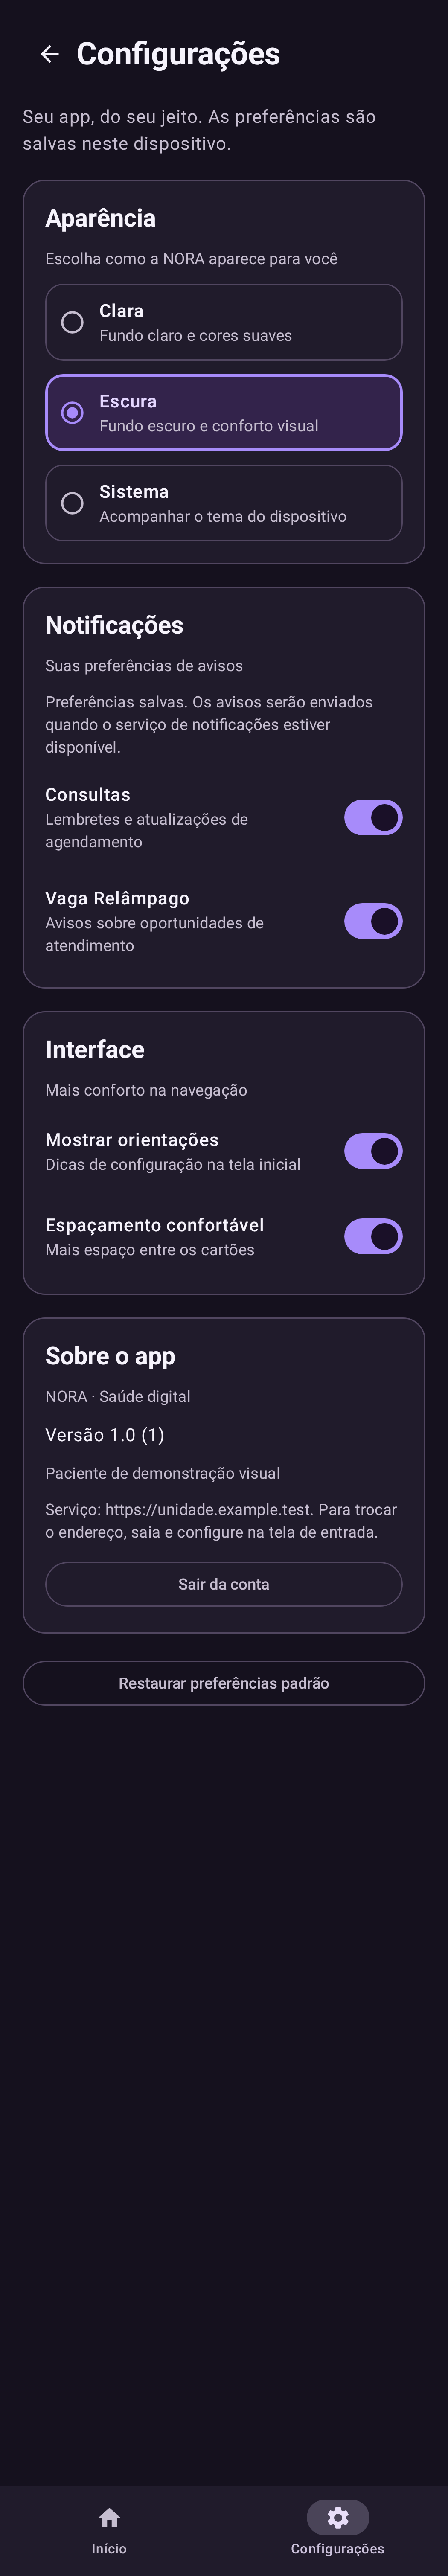 Configurações
Seu app, do seu jeito. As preferências são
salvas neste dispositivo.
Aparência
Escolha como a NORA aparece para você
Clara
Fundo claro e cores suaves
Escura
Fundo escuro e conforto visual
Sistema
Acompanhar o tema do dispositivo
Notificações
Suas preferências de avisos
Preferências salvas. Os avisos serão enviados
quando o serviço de notificações estiver
disponível.
Consultas
Lembretes e atualizações de
agendamento
Vaga Relâmpago
Avisos sobre oportunidades de
atendimento
Interface
Mais conforto na navegação
Mostrar orientações
Dicas de configuração na tela inicial
Espaçamento confortável
Mais espaço entre os cartões
Sobre o app
NORA · Saúde digital
Versão 1.0 (1)
Paciente de demonstração visual
Serviço: https://unidade.example.test. Para trocar
o endereço, saia e configure na tela de entrada.
Sair da conta
Restaurar preferências padrão
Início
Configurações